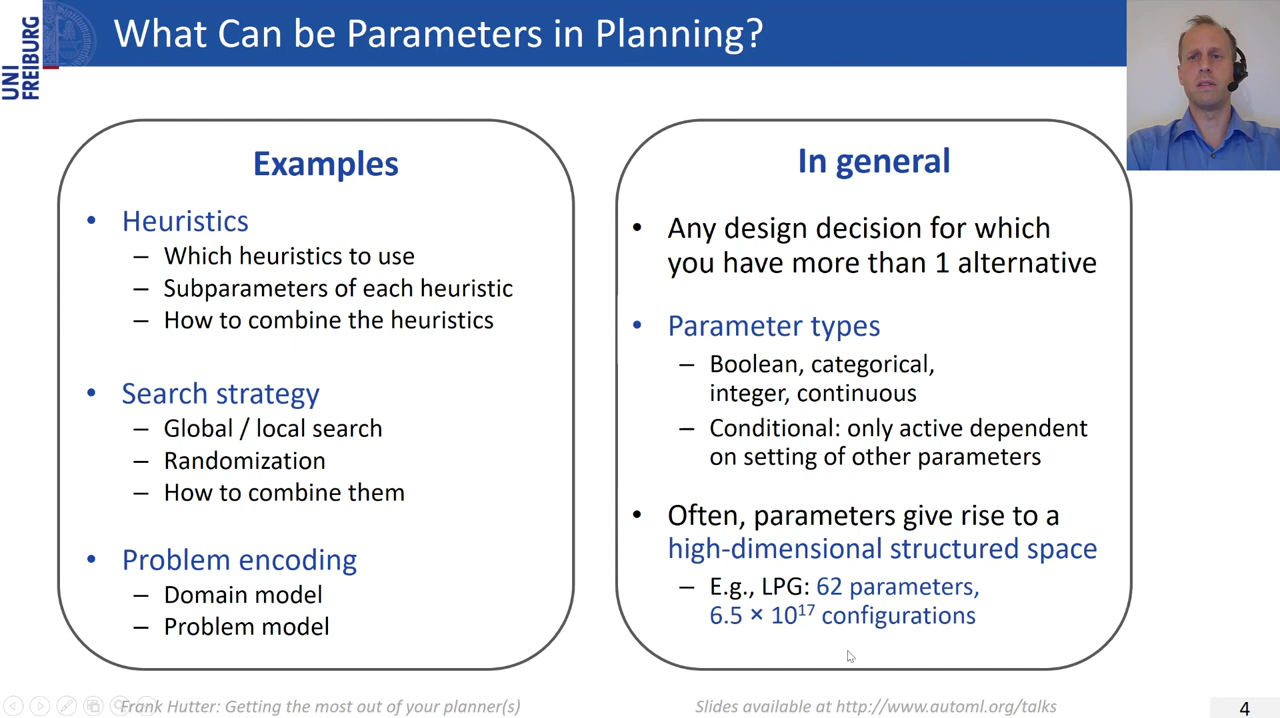 What Can be Parameters in Planning?
UNI
FREIBURG
Examples
• Heuristics
– Which heuristics to use
– Subparameters of each heuristic
– How to combine the heuristics
• Search strategy
– Global / local search
– Randomization
– How to combine them
• Problem encoding
– Domain model
– Problem model
In general
• Any design decision for which
you have more than 1 alternative
• Parameter types
– Boolean, categorical,
integer, continuous
– Conditional: only active dependent
on setting of other parameters
• Often, parameters give rise to a
high-dimensional structured space
– E.g., LPG: 62 parameters,
6.5 × 10¹⁷ configurations
Frank Hutter: Getting the most out of your planner(s)
Slides available at http://www.automl.org/talks
4